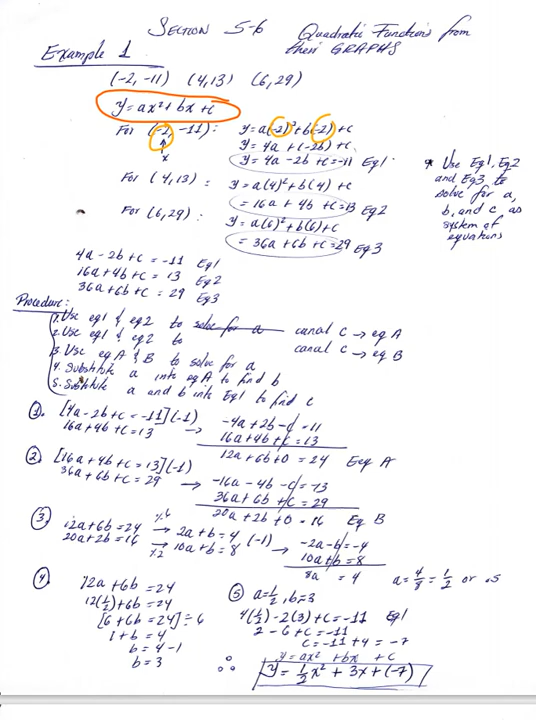 SECTION 5-6 Quadratic Functions from
their GRAPHS
Example 1
(-2, -11) (4,13) (6,29)
y = ax² + bx + c
For (-2, -11): y = a(-2)² + b(-2) + c
y = 4a + (-2b) + c
x
y = 4a - 2b + c = -11 Eq1
For (4,13): y = a(4)² + b(4) + c
= 16a + 4b + c = 13 Eq2
For (6,29): y = a(6)² + b(6) + c
= 36a + 6b + c = 29 Eq3
* Use Eq1, Eq2
and Eq3 to
solve for a,
b, and c, as
system of
equations
4a - 2b + c = -11 Eq1
16a + 4b + c = 13 Eq2
36a + 6b + c = 29 Eq3
Procedure:
1. Use eq1 & eq2 to solve for a cancel c → eq A
2. Use eq1 & eq2 to cancel c → eq B
3. Use eq A & B to solve for a
4. Substitute a into eq A to find b
5. Substitute a and b into Eq1 to find c
①. [4a - 2b + c = -11](-1) → -4a + 2b - c = 11
16a + 4b + c = 13 16a + 4b + c = 13
12a + 6b + 0 = 24 Eq A
②. [16a + 4b + c = 13](-1) → -16a - 4b - c = -13
36a + 6b + c = 29 36a + 6b + c = 29
20a + 2b + 0 = 16 Eq B
③. 12a + 6b = 24 ÷6 → 2a + b = 4 (-1) → -2a - b = -4
20a + 2b = 16 ÷2 → 10a + b = 8 10a + b = 8
8a = 4 a = 4/8 = 1/2 or .5
④ 12a + 6b = 24
12(1/2) + 6b = 24
[6 + 6b = 24] ÷ 6
1 + b = 4
b = 4 - 1
b = 3
⑤ a = 1/2, b = 3
4(1/2) - 2(3) + c = -11 Eq1
2 - 6 + c = -11
c = -11 + 4 = -7
y = ax² + bx + c
∴ y = 1/2x² + 3x + (-7)